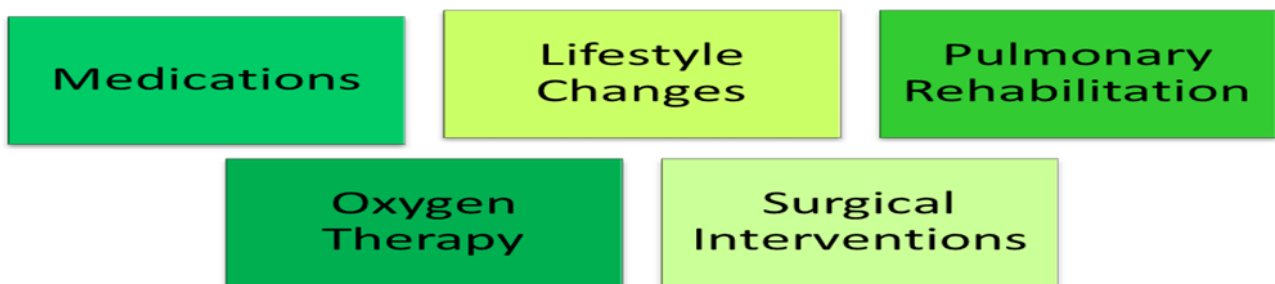 Medications
Lifestyle
Changes
Pulmonary
Rehabilitation
Oxygen
Therapy
Surgical
Interventions